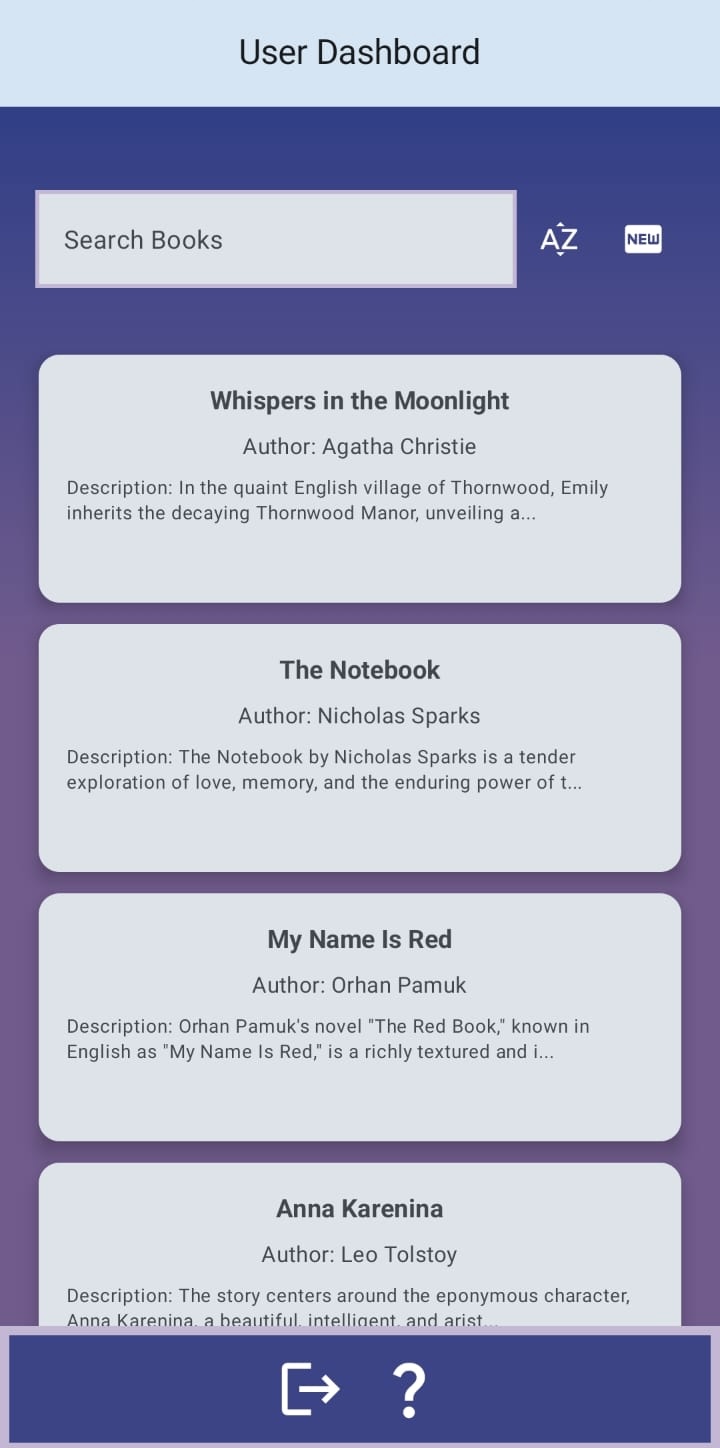 User Dashboard
Search Books
AZ
NEW
Whispers in the Moonlight
Author: Agatha Christie
Description: In the quaint English village of Thornwood, Emily
inherits the decaying Thornwood Manor, unveiling a...
The Notebook
Author: Nicholas Sparks
Description: The Notebook by Nicholas Sparks is a tender
exploration of love, memory, and the enduring power of t...
My Name Is Red
Author: Orhan Pamuk
Description: Orhan Pamuk's novel "The Red Book," known in
English as "My Name Is Red," is a richly textured and i...
Anna Karenina
Author: Leo Tolstoy
Description: The story centers around the eponymous character,
Anna Karenina, a beautiful, intelligent, and arist...
?